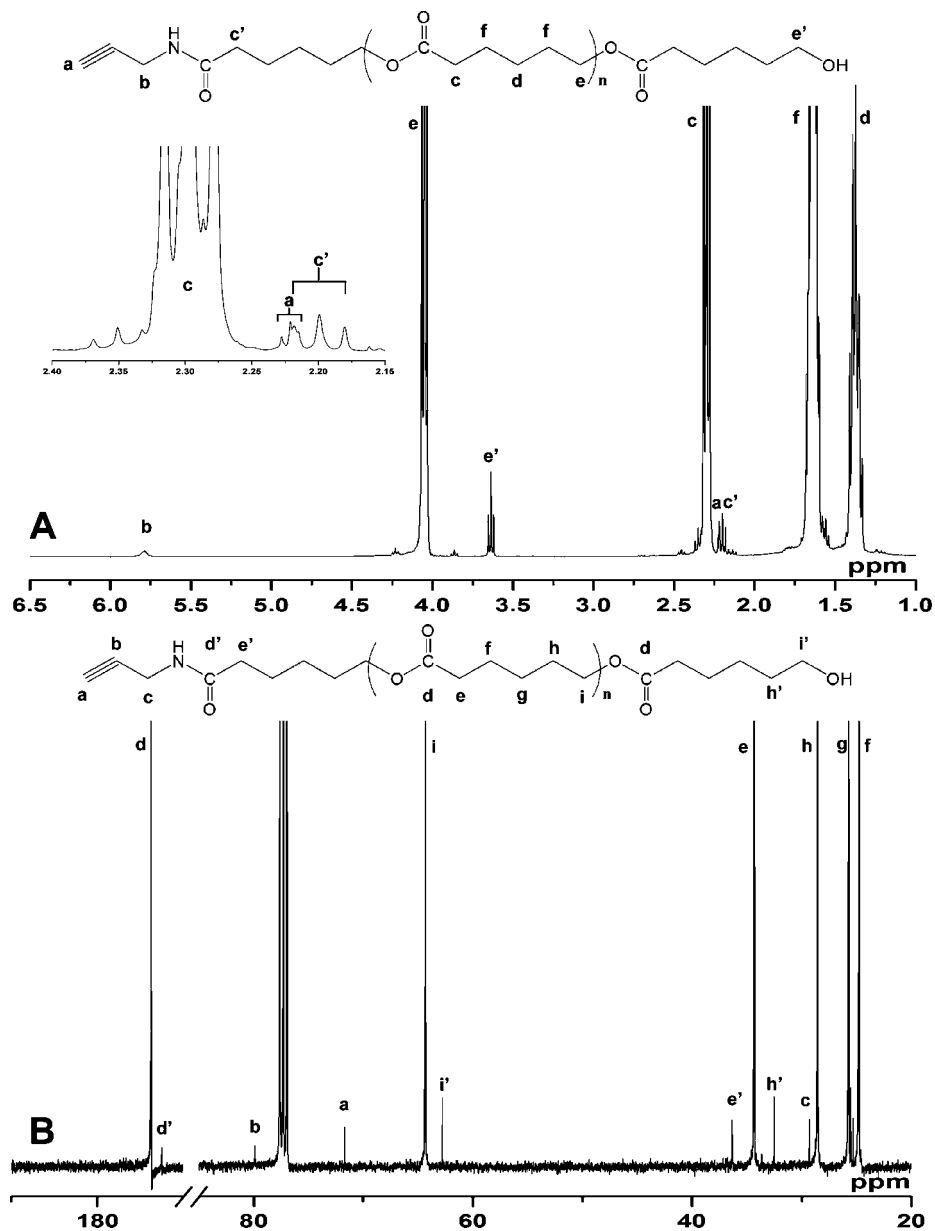 O f f e'
H
N
a b c' O O c d e n O O OH
e c f d
c'
a
c
2.40 2.35 2.30 2.25 2.20 2.15
e'
a c'
A b
ppm
6.5 6.0 5.5 5.0 4.5 4.0 3.5 3.0 2.5 2.0 1.5 1.0
O
b H d' e' f h d i'
N
a c O O d e g i n O O h' OH
d i e h g f
i'
h'
a e' c
B d' b
ppm
180 80 60 40 20